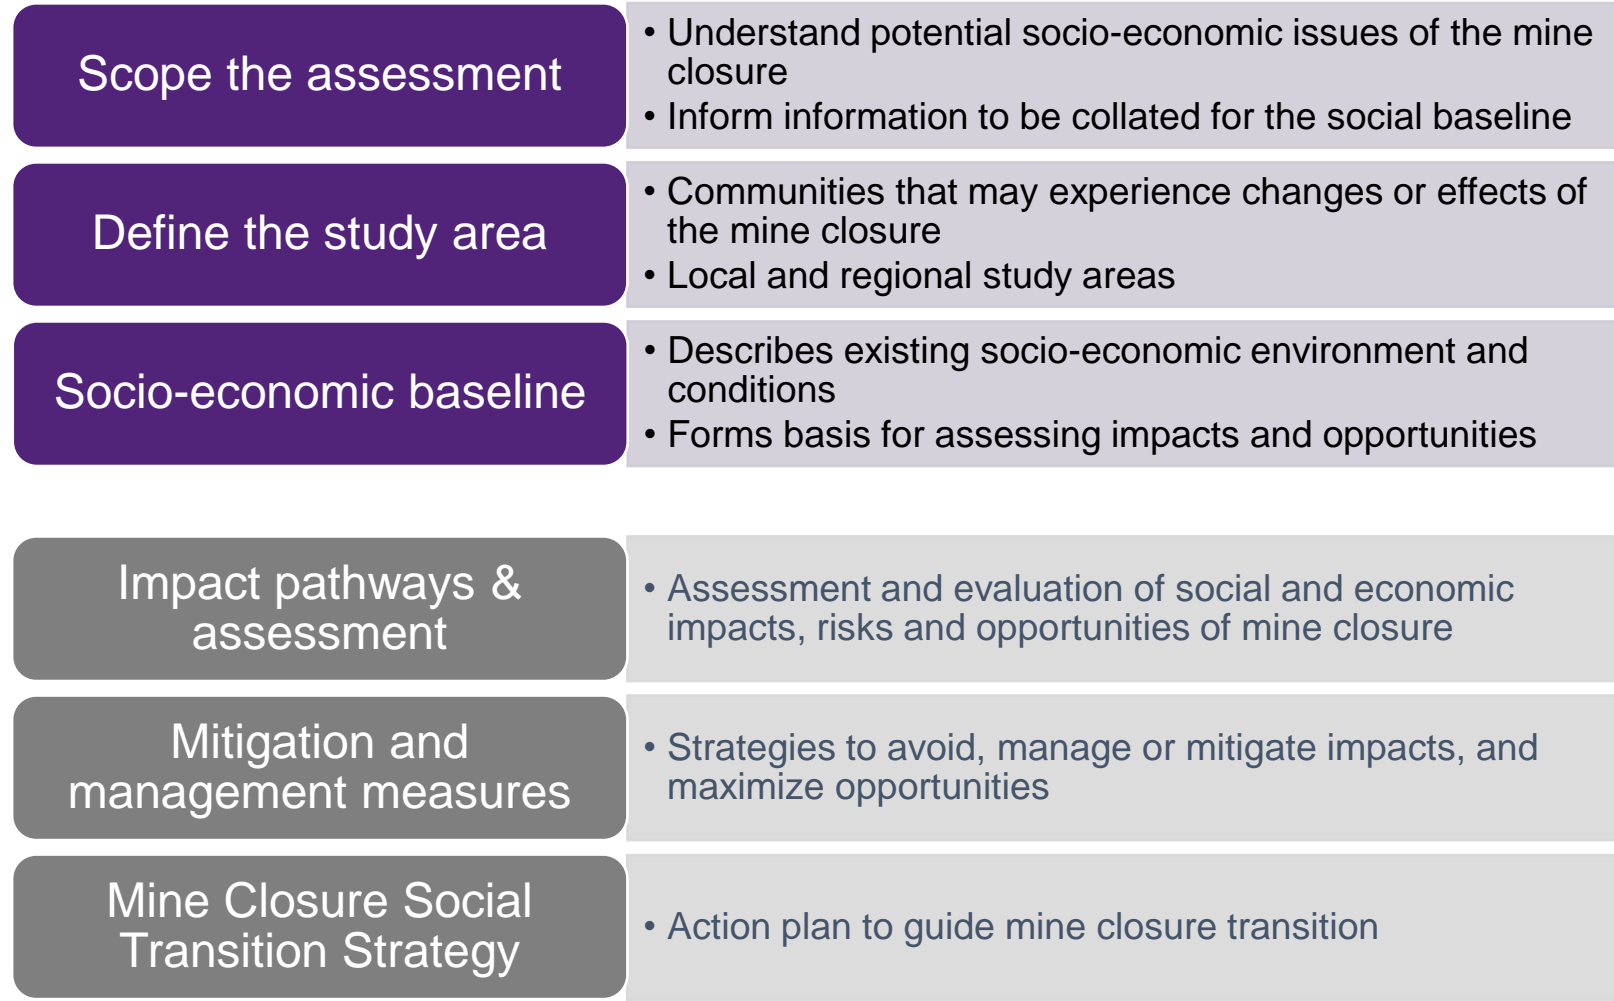 Scope the assessment
• Understand potential socio-economic issues of the mine
closure
• Inform information to be collated for the social baseline
Define the study area
• Communities that may experience changes or effects of
the mine closure
• Local and regional study areas
Socio-economic baseline
• Describes existing socio-economic environment and
conditions
• Forms basis for assessing impacts and opportunities
Impact pathways &
assessment
• Assessment and evaluation of social and economic
impacts, risks and opportunities of mine closure
Mitigation and
management measures
• Strategies to avoid, manage or mitigate impacts, and
maximize opportunities
Mine Closure Social
Transition Strategy
• Action plan to guide mine closure transition